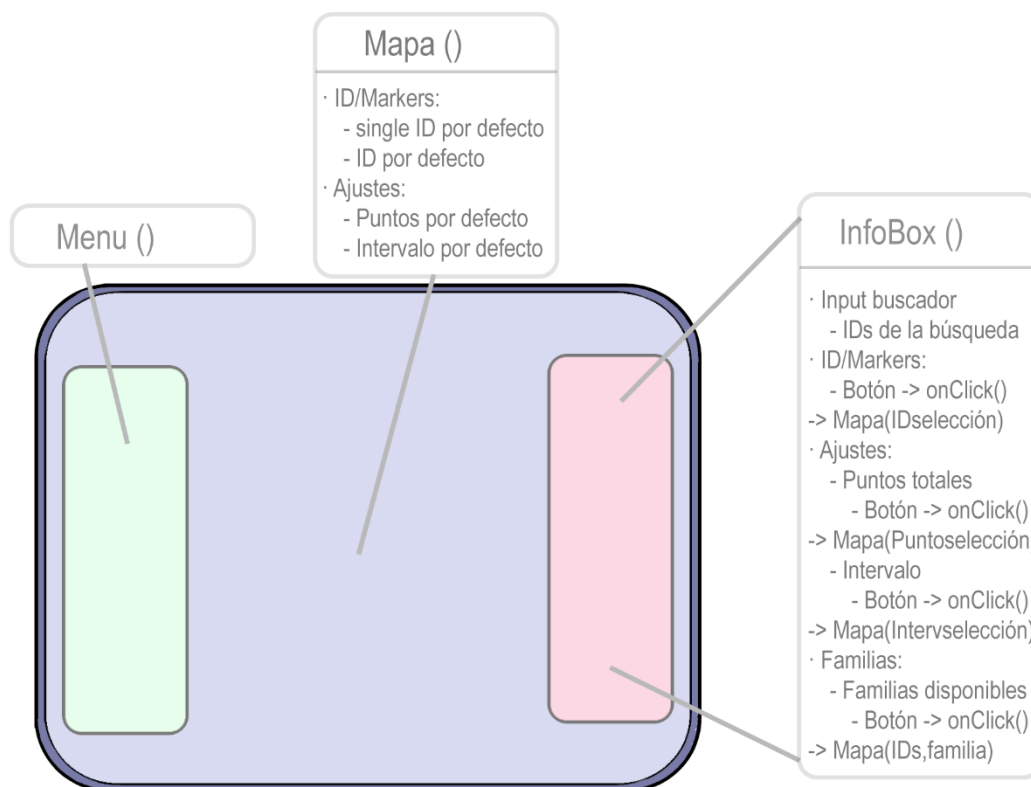 Mapa ()
· ID/Markers:
- single ID por defecto
- ID por defecto
· Ajustes:
- Puntos por defecto
- Intervalo por defecto
Menu ()
InfoBox ()
· Input buscador
- IDs de la búsqueda
· ID/Markers:
- Botón -> onClick()
-> Mapa(IDselección)
· Ajustes:
- Puntos totales
- Botón -> onClick()
-> Mapa(Puntoselección
- Intervalo
- Botón -> onClick()
-> Mapa(Intervselección)
· Familias:
- Familias disponibles
- Botón -> onClick()
-> Mapa(IDs,familia)